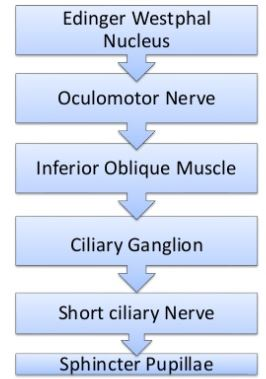 Edinger Westphal
Nucleus
Oculomotor Nerve
Inferior Oblique Muscle
Ciliary Ganglion
Short ciliary Nerve
Sphincter Pupillae